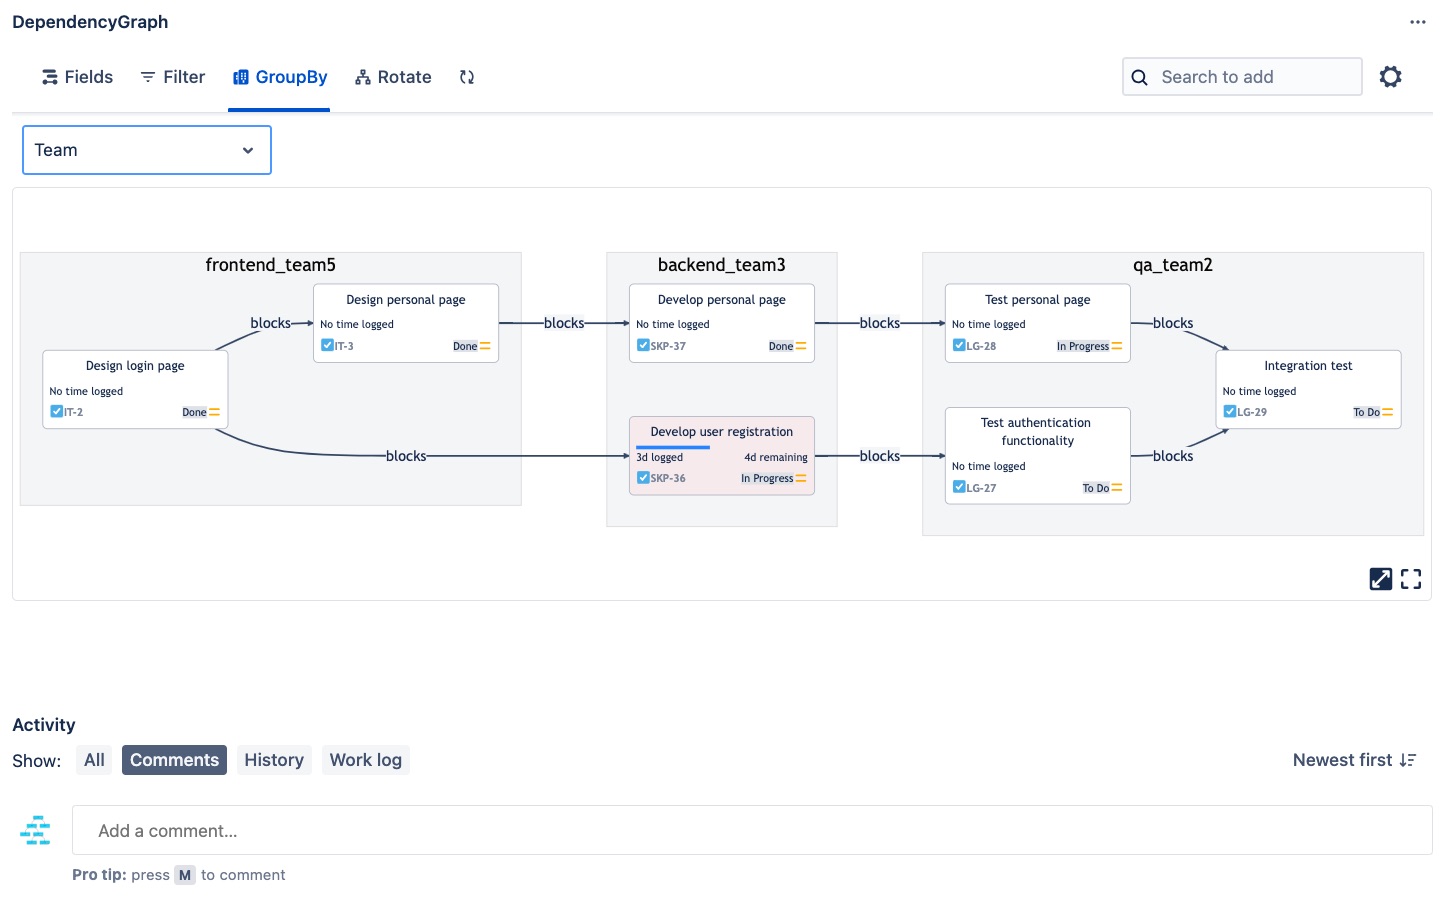 DependencyGraph
Fields
Filter
GroupBy
Rotate
Search to add
Team
frontend_team5
Design login page
No time logged
IT-2
Done
blocks
Design personal page
No time logged
IT-3
Done
blocks
blocks
backend_team3
Develop personal page
No time logged
SKP-37
Done
Develop user registration
3d logged
4d remaining
SKP-36
In Progress
blocks
blocks
qa_team2
Test personal page
No time logged
LG-28
In Progress
blocks
Test authentication
functionality
No time logged
LG-27
To Do
blocks
Integration test
No time logged
LG-29
To Do
Activity
Show:
All
Comments
History
Work log
Newest first
Add a comment...
Pro tip: press M to comment